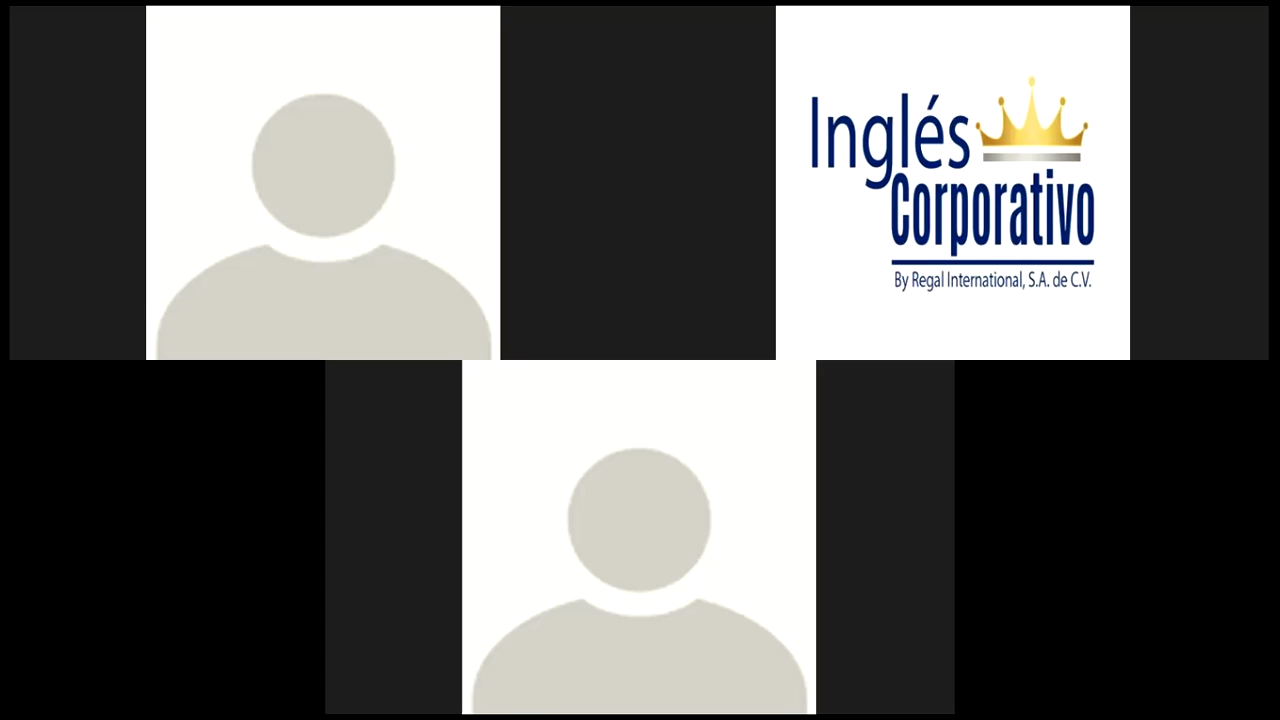 Inglés
Corporativo
By Regal International, S.A. de C.V.